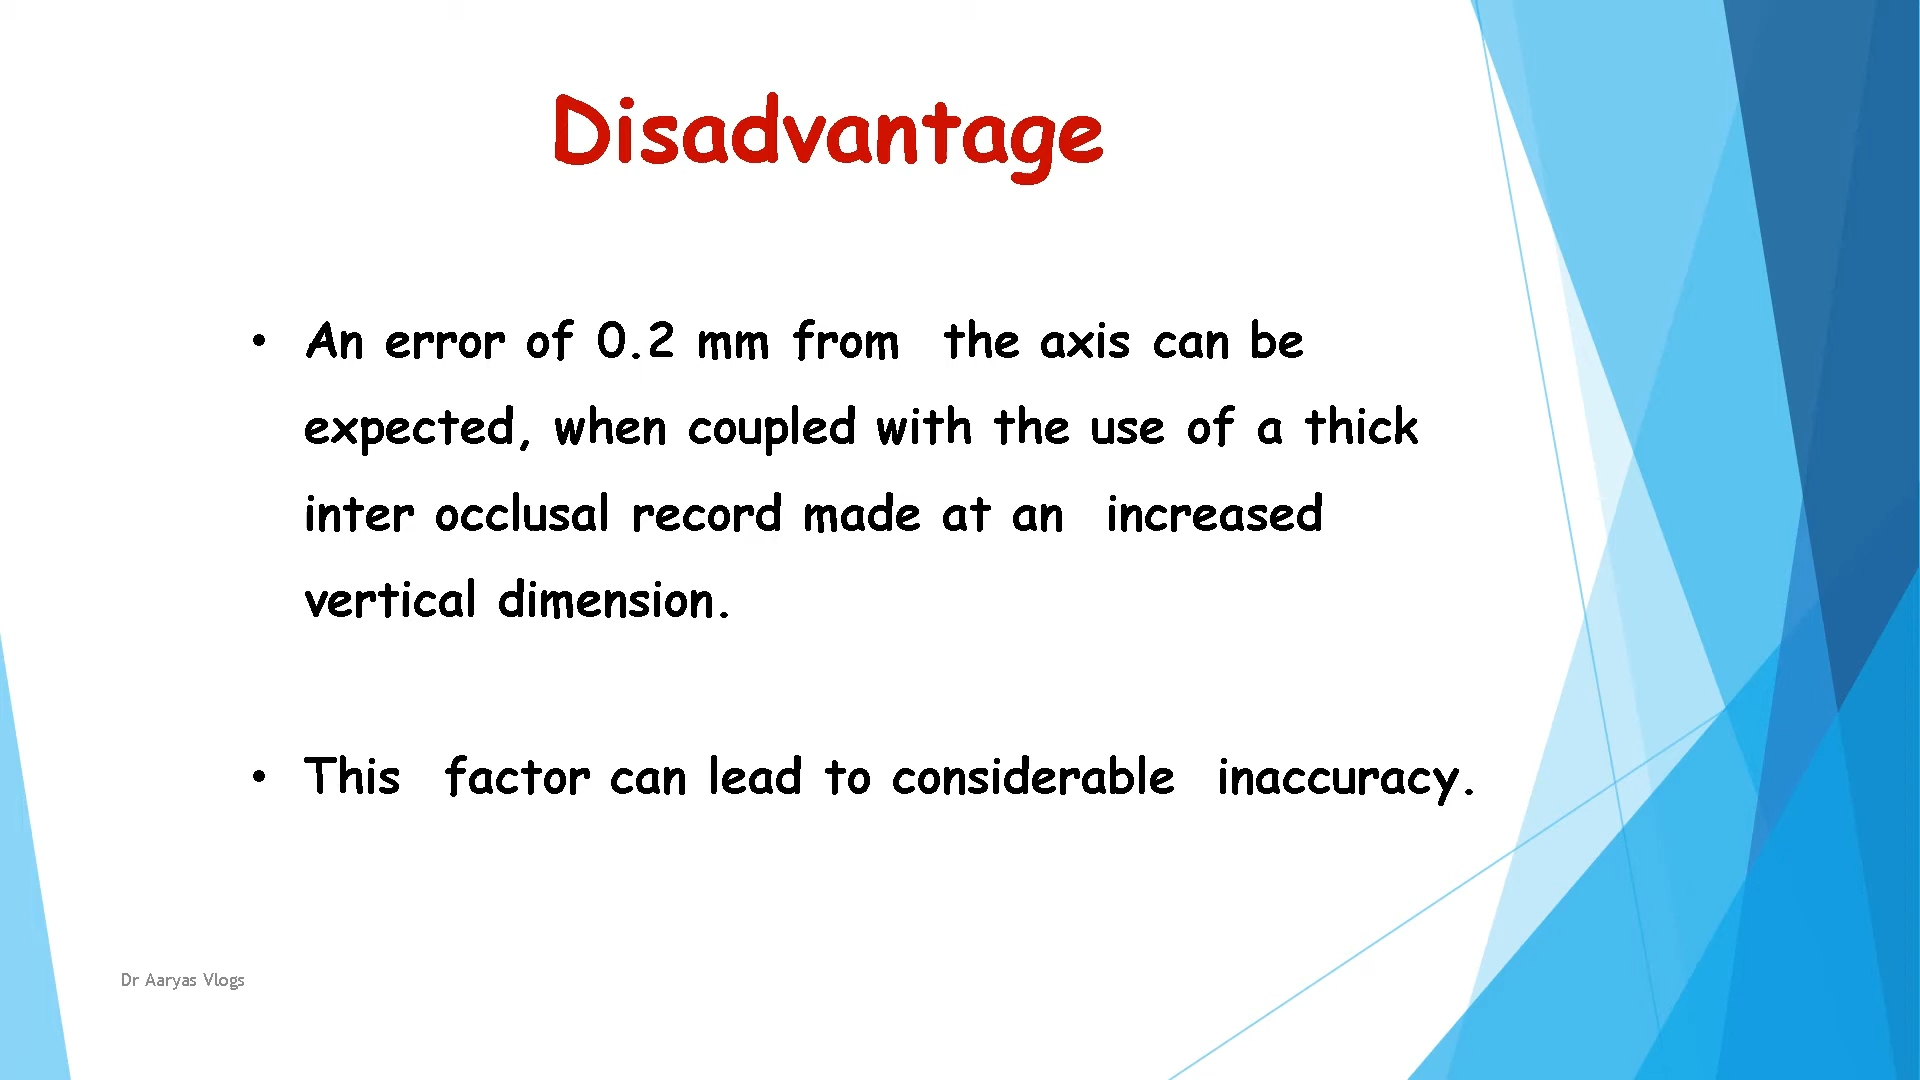 Disadvantage
• An error of 0.2 mm from the axis can be
expected, when coupled with the use of a thick
inter occlusal record made at an increased
vertical dimension.
• This factor can lead to considerable inaccuracy.
Dr Aaryas Vlogs